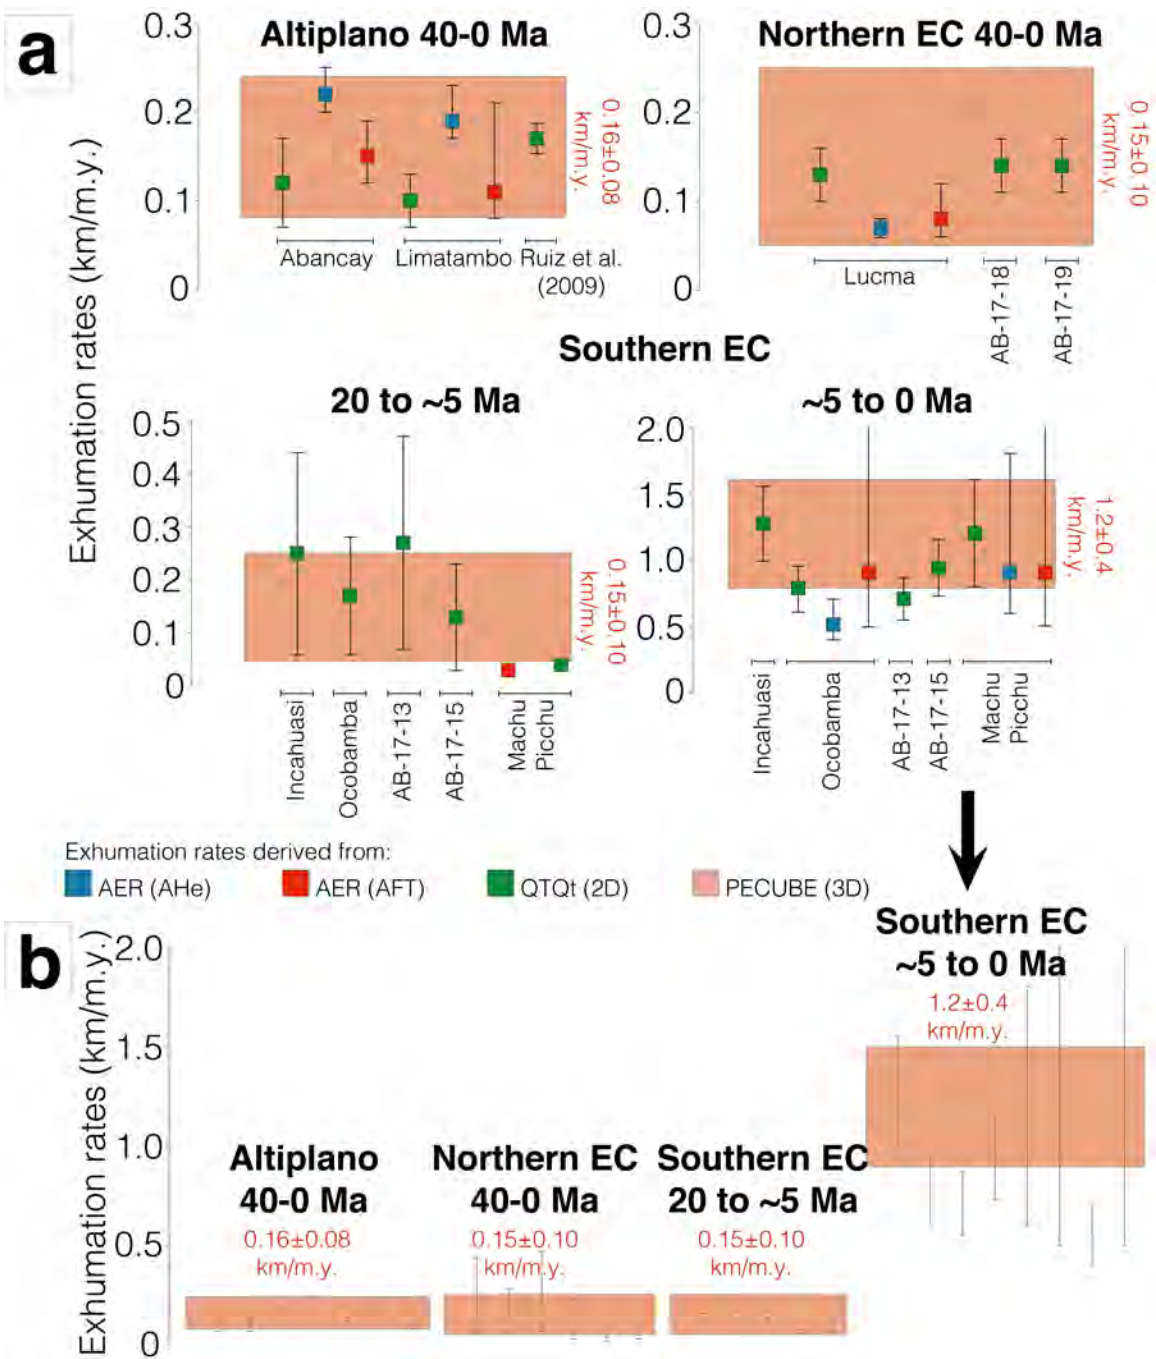 a
Altiplano 40-0 Ma
Northern EC 40-0 Ma
Exhumation rates (km/m.y.)
0.3
0.2
0.1
0
0.16±0.08
km/m.y.
Abancay
Limatambo
Ruiz et al.
(2009)
0.3
0.2
0.1
0
0.15±0.10
km/m.y.
Lucma
AB-17-18
AB-17-19
Southern EC
20 to ~5 Ma
~5 to 0 Ma
0.5
0.4
0.3
0.2
0.1
0
0.15±0.10
km/m.y.
Incahuasi
Ocobamba
AB-17-13
AB-17-15
Machu
Picchu
2.0
1.5
1.0
0.5
0
1.2±0.4
km/m.y.
Incahuasi
Ocobamba
AB-17-13
AB-17-15
Machu
Picchu
Exhumation rates derived from:
AER (AHe)
AER (AFT)
QTQt (2D)
PECUBE (3D)
b
Exhumation rates (km/m.y.)
2.0
1.5
1.0
0.5
0
Southern EC
~5 to 0 Ma
1.2±0.4
km/m.y.
Altiplano
40-0 Ma
0.16±0.08
km/m.y.
Northern EC
40-0 Ma
0.15±0.10
km/m.y.
Southern EC
20 to ~5 Ma
0.15±0.10
km/m.y.